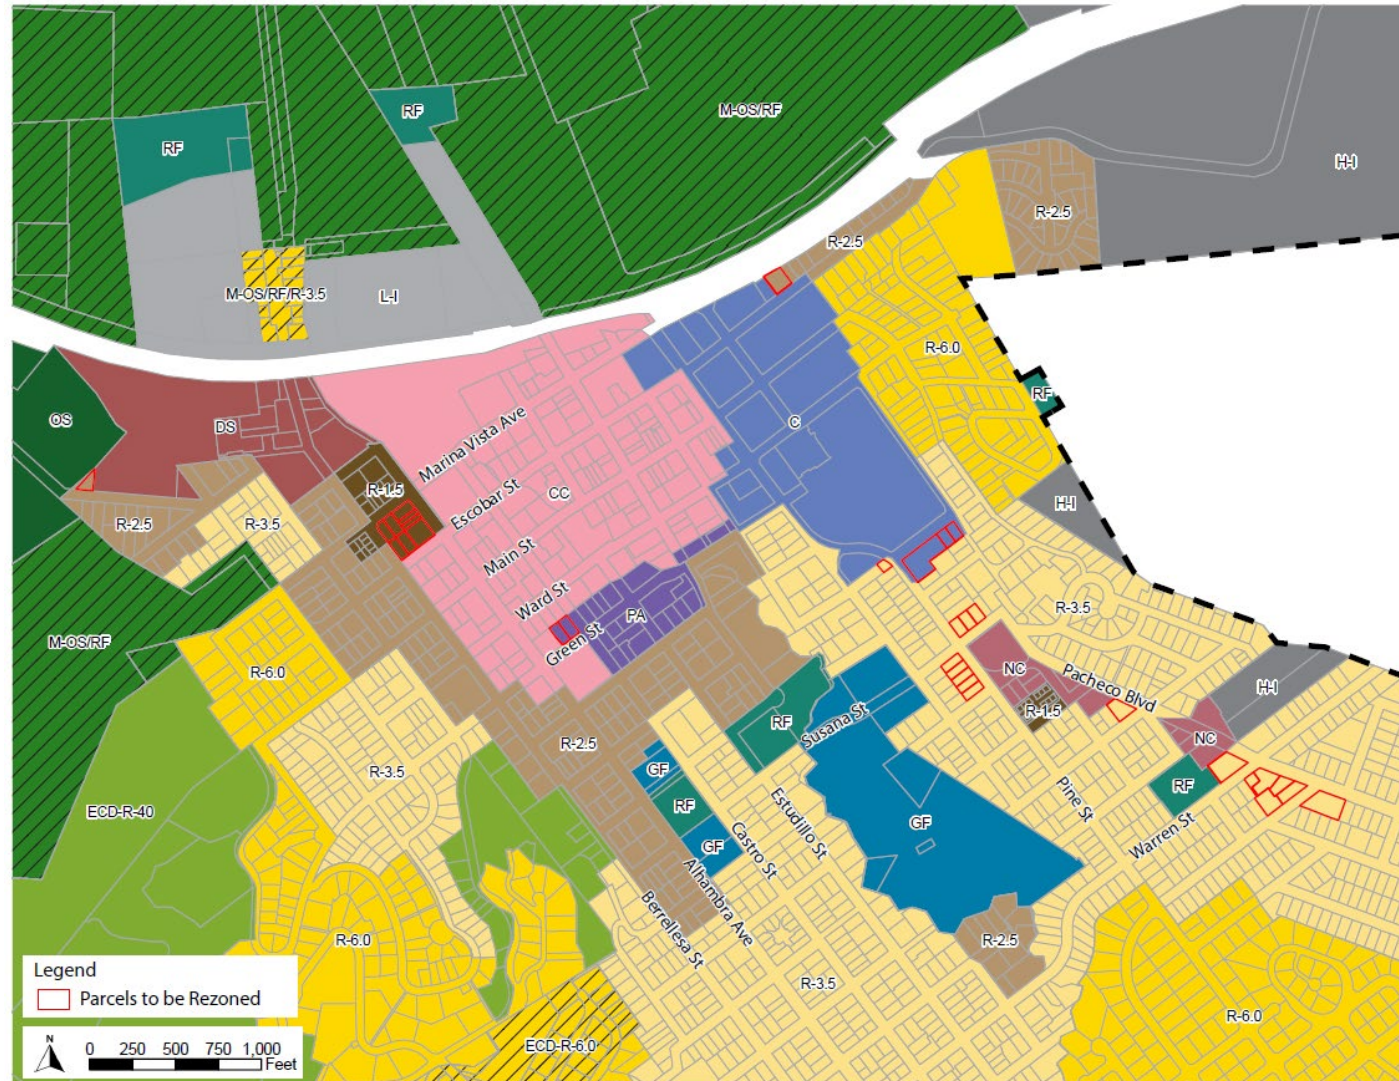 RF
M-OS/RF
RF
H-I
R-2.5
R-2.5
M-OS/RF/R-3.5
L-I
R-6.0
RF
OS
DS
C
Marina Vista Ave
R-1.5
CC
Escobar St
H-I
R-2.5
R-3.5
Main St
Ward St
R-3.5
PA
Green St
M-OS/RF
R-6.0
NC
Pacheco Blvd
H-I
R-1.5
RF
Susana St
NC
R-2.5
R-3.5
GF
RF
RF
Pine St
ECD-R-40
GF
Estudillo St
GF
Castro St
Warren St
Alhambra Ave
Berrellesa St
R-6.0
R-2.5
R-3.5
R-6.0
ECD-R-6.0
Legend
Parcels to be Rezoned
N
0 250 500 750 1,000
Feet